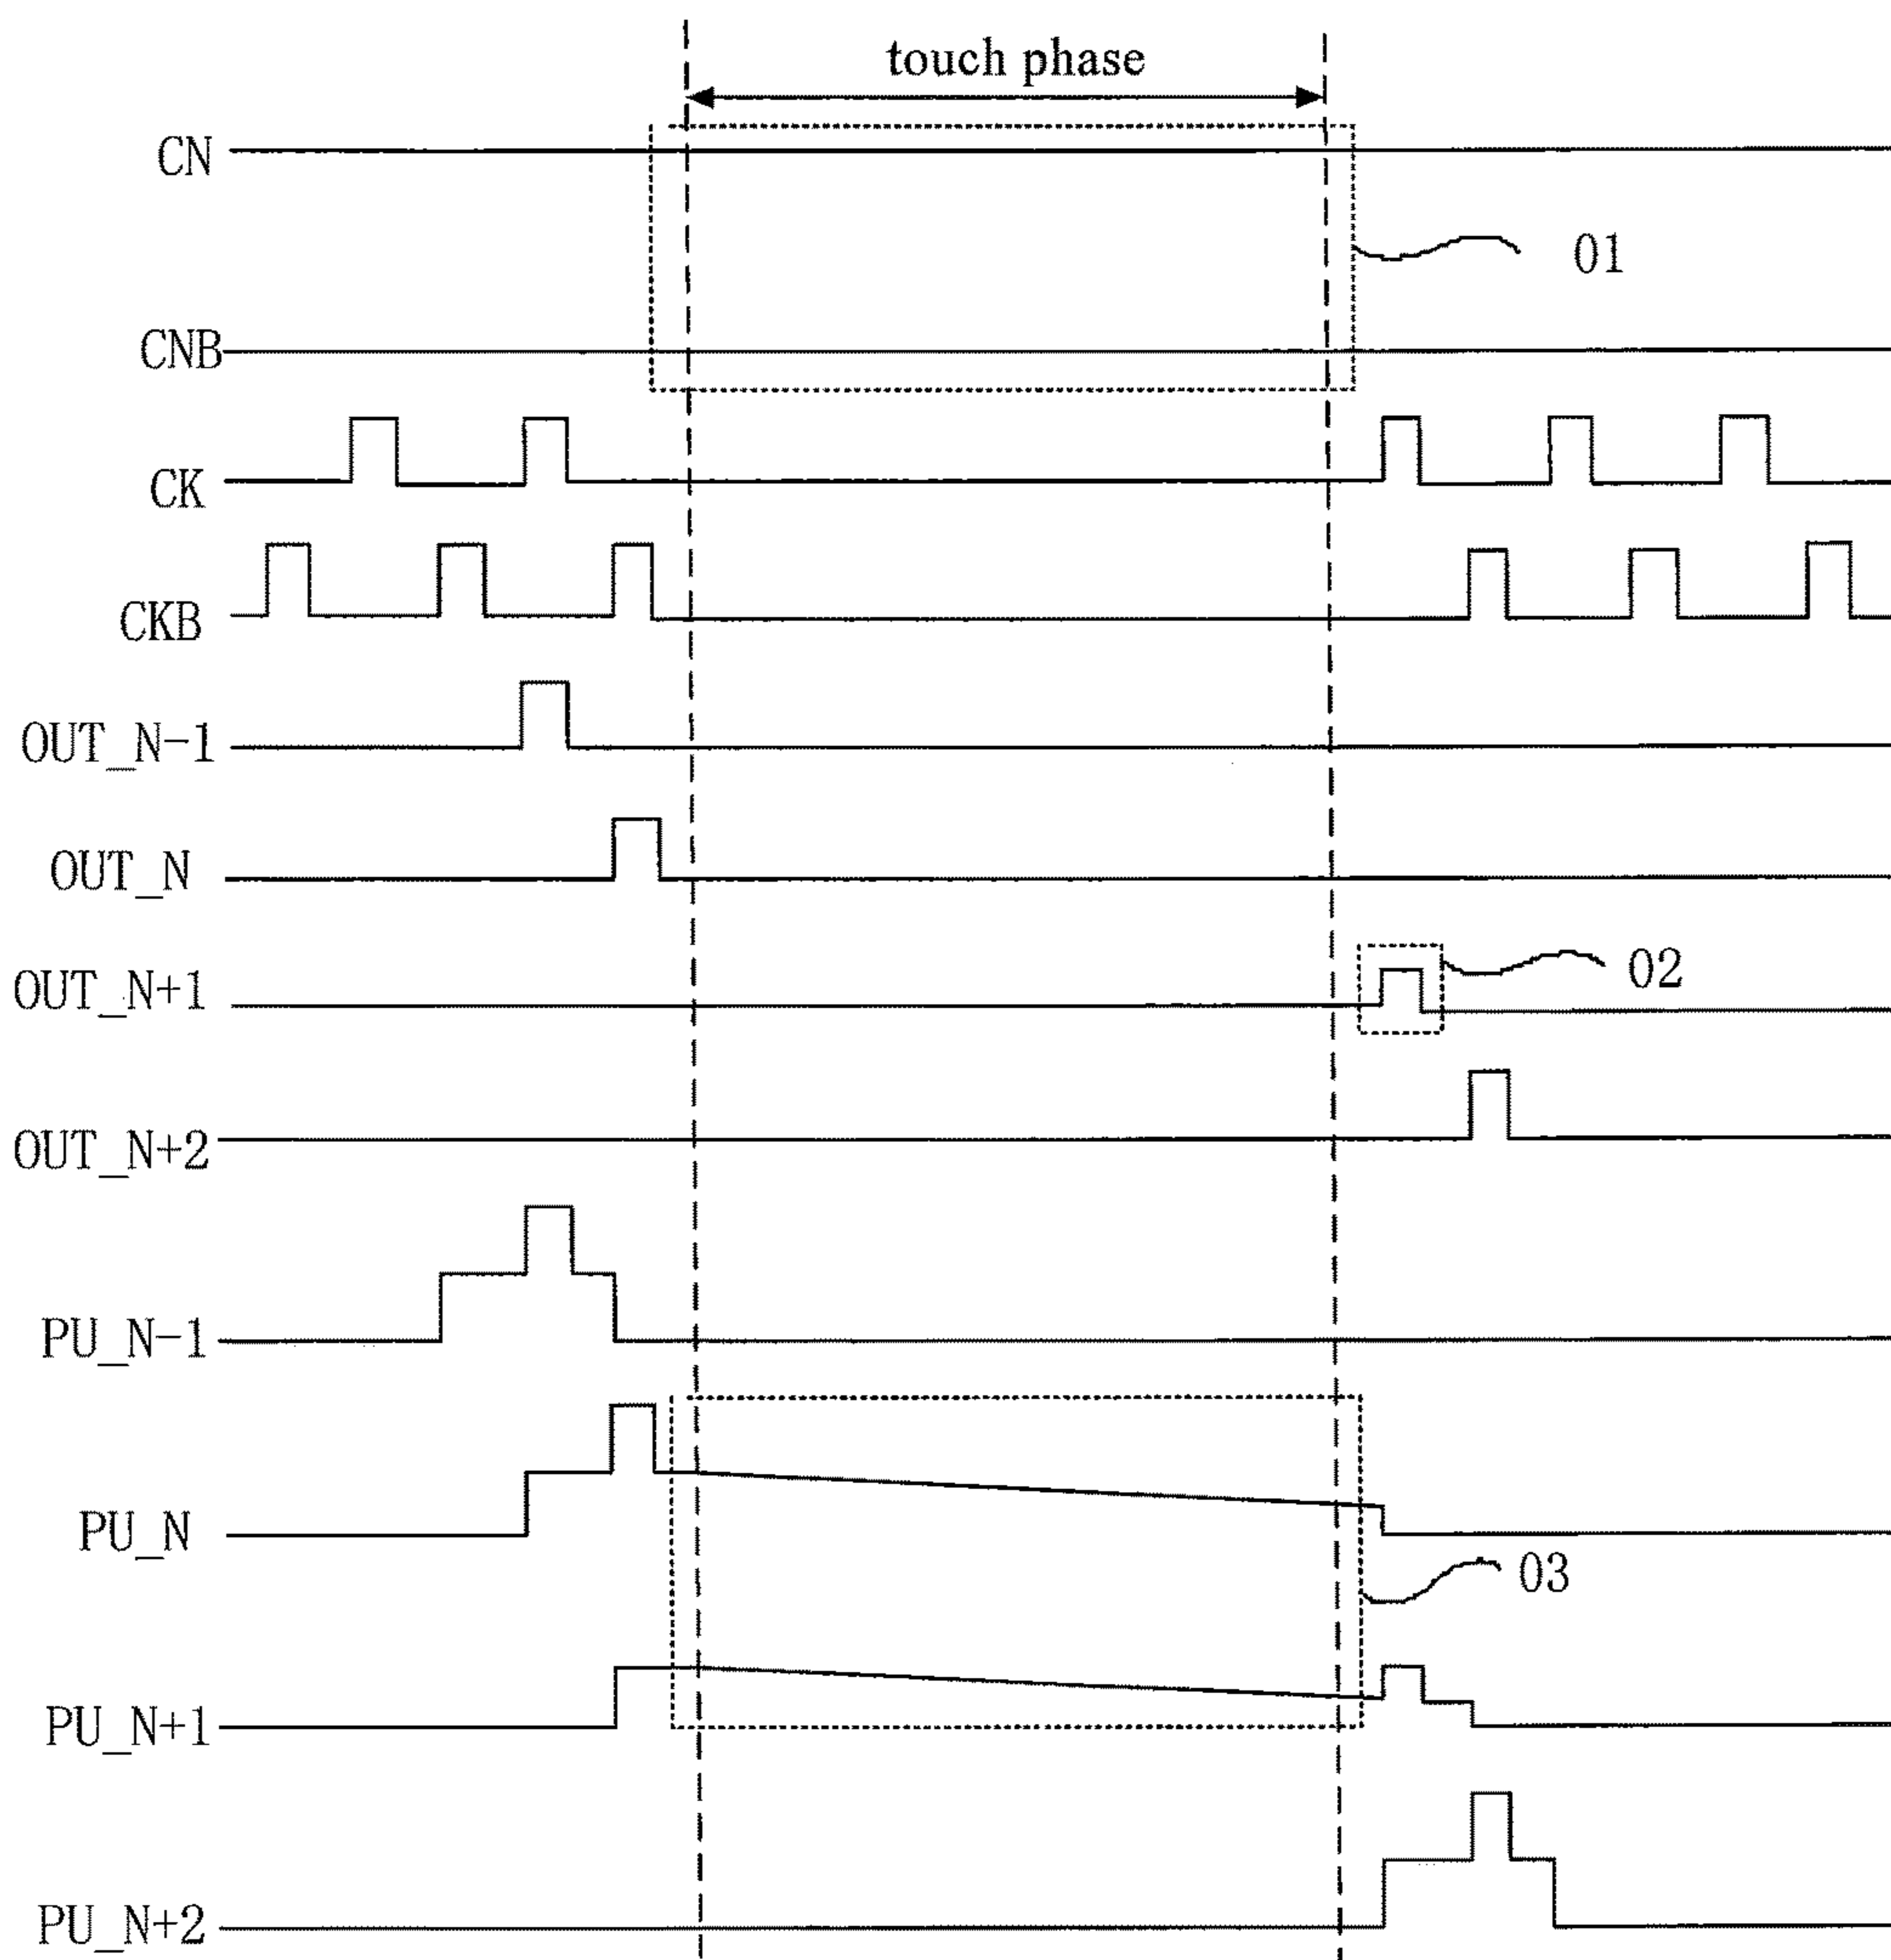 touch phase
CN
01
CNB
CK
CKB
OUT_N-1
OUT_N
OUT_N+1
02
OUT_N+2
PU_N-1
PU_N
03
PU_N+1
PU_N+2